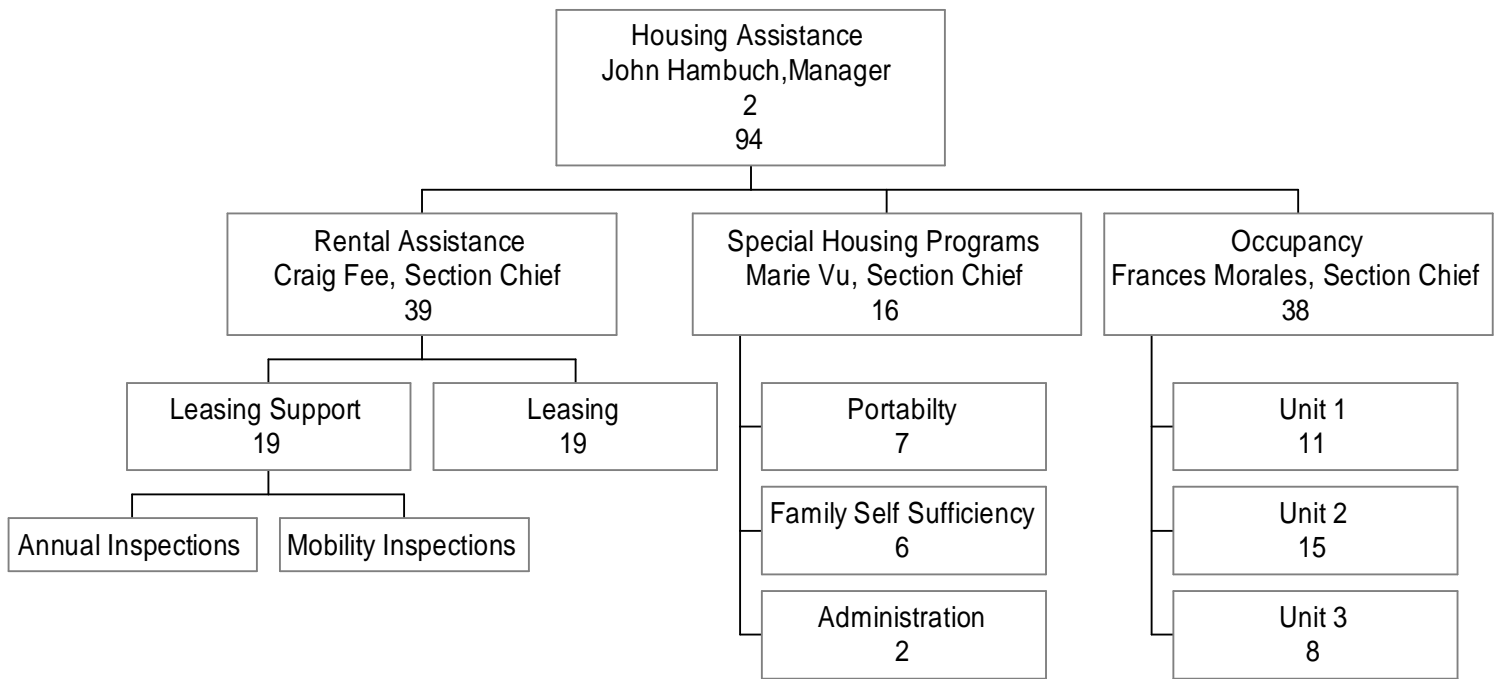 Housing Assistance
John Hambuch,Manager
2
94
Rental Assistance
Craig Fee, Section Chief
39
Special Housing Programs
Marie Vu, Section Chief
16
Occupancy
Frances Morales, Section Chief
38
Leasing Support
19
Leasing
19
Annual Inspections
Mobility Inspections
Portabilty
7
Family Self Sufficiency
6
Administration
2
Unit 1
11
Unit 2
15
Unit 3
8